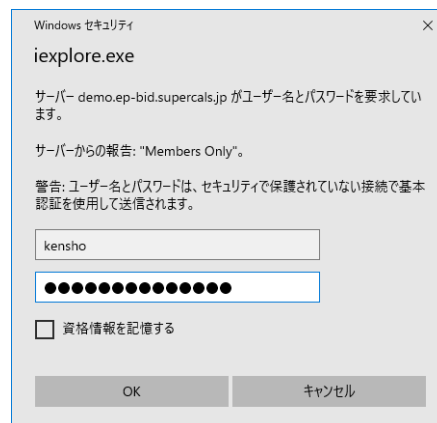 Windows セキュリティ
iexplore.exe
サーバー demo.ep-bid.supercals.jp がユーザー名とパスワードを要求してい
ます。
サーバーからの報告: "Members Only"。
警告: ユーザー名とパスワードは、セキュリティで保護されていない接続で基本
認証を使用して送信されます。
kensho
●●●●●●●●●●●●●●
資格情報を記憶する
OK
キャンセル